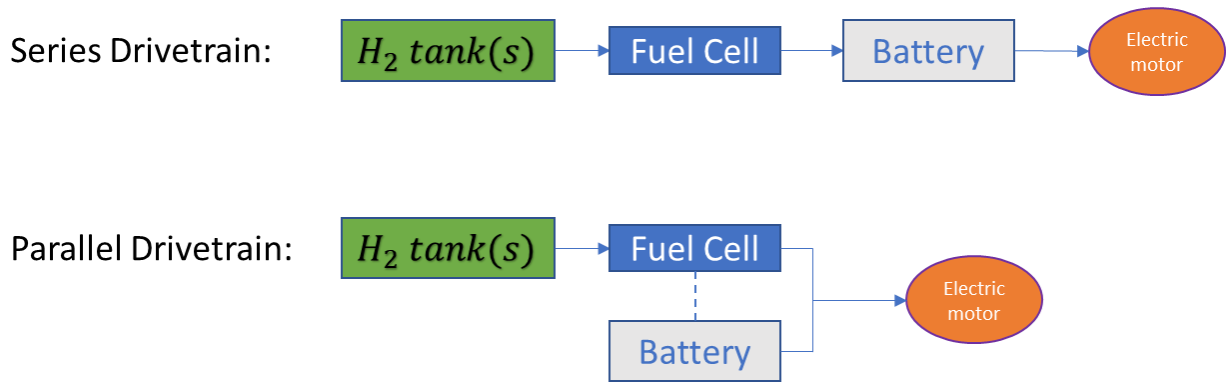 Series Drivetrain:
H₂ tank(s)
Fuel Cell
Battery
Electric
motor
Parallel Drivetrain:
H₂ tank(s)
Fuel Cell
Battery
Electric
motor